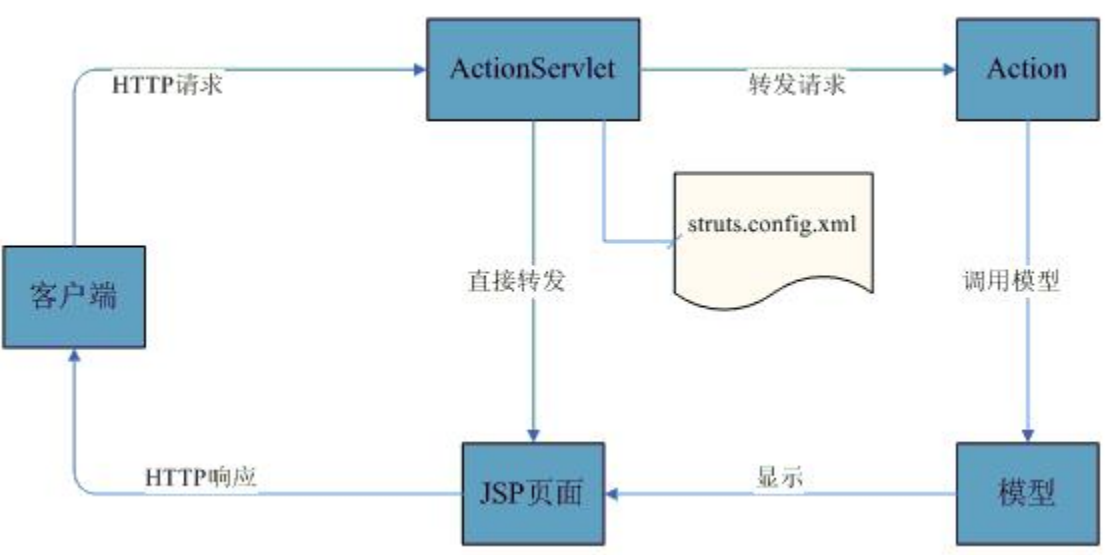 ActionServlet
Action
HTTP请求
转发请求
struts.config.xml
直接转发
调用模型
客户端
HTTP响应
JSP页面
显示
模型